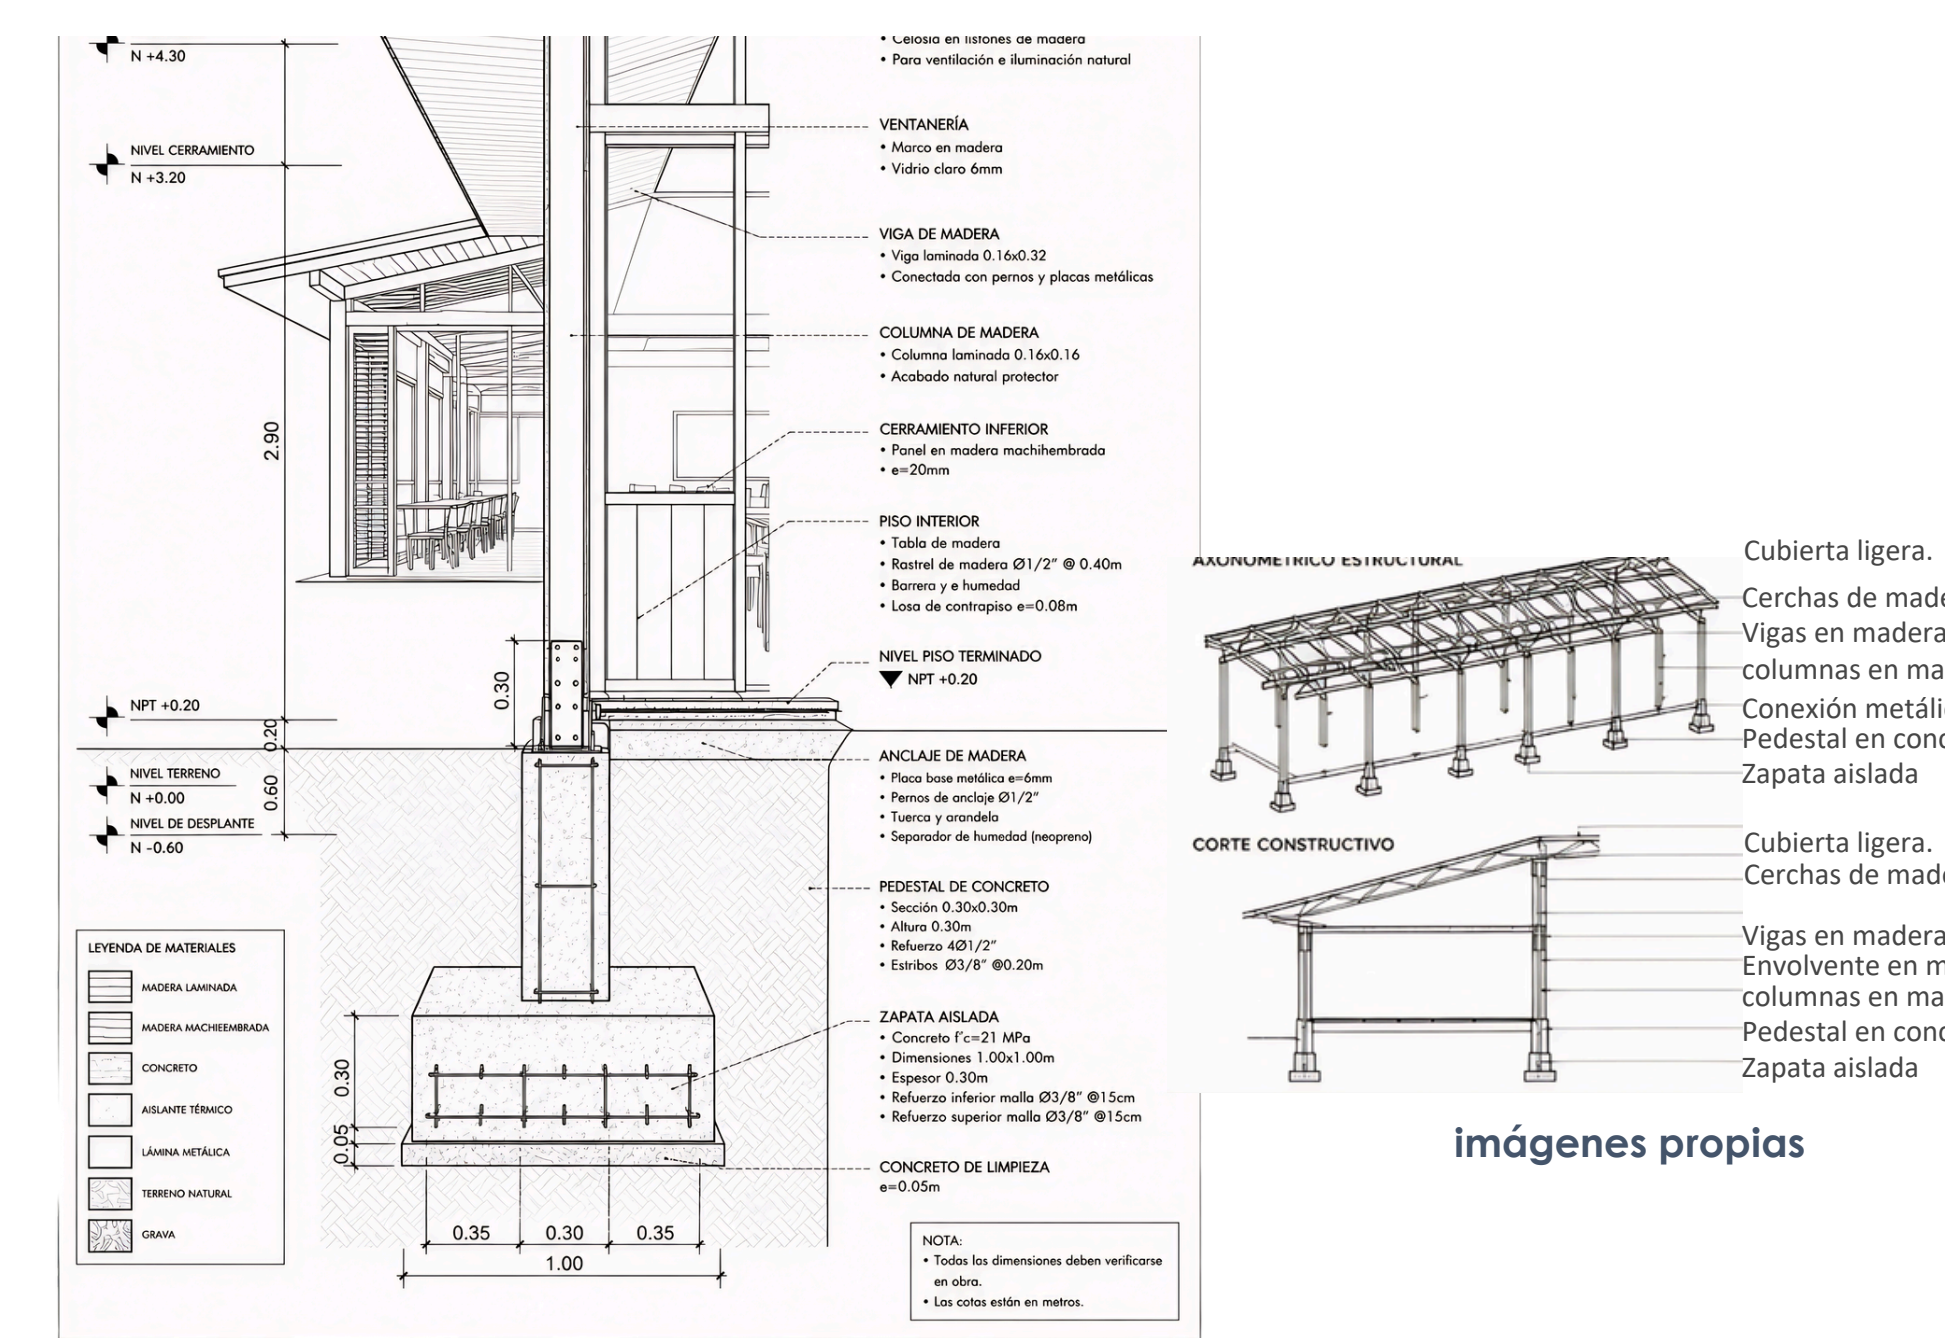 N +4.30
NIVEL CERRAMIENTO
N +3.20
2.90
NPT +0.20
0.20
NIVEL TERRENO
N +0.00
0.60
NIVEL DE DESPLANTE
N -0.60
0.30
LEYENDA DE MATERIALES
MADERA LAMINADA
MADERA MACHIEEMBRADA
CONCRETO
AISLANTE TÉRMICO
LÁMINA METÁLICA
TERRENO NATURAL
GRAVA
0.30
0.05
0.35
0.30
0.35
1.00
• Celosía en listones de madera
• Para ventilación e iluminación natural
VENTANERÍA
• Marco en madera
• Vidrio claro 6mm
VIGA DE MADERA
• Viga laminada 0.16x0.32
• Conectada con pernos y placas metálicas
COLUMNA DE MADERA
• Columna laminada 0.16x0.16
• Acabado natural protector
CERRAMIENTO INFERIOR
• Panel en madera machihembrada
• e=20mm
PISO INTERIOR
• Tabla de madera
• Rastrel de madera Ø1/2" @ 0.40m
• Barrera y e humedad
• Losa de contrapiso e=0.08m
NIVEL PISO TERMINADO
NPT +0.20
ANCLAJE DE MADERA
• Placa base metálica e=6mm
• Pernos de anclaje Ø1/2"
• Tuerca y arandela
• Separador de humedad (neopreno)
PEDESTAL DE CONCRETO
• Sección 0.30x0.30m
• Altura 0.30m
• Refuerzo 4Ø1/2"
• Estribos Ø3/8" @0.20m
ZAPATA AISLADA
• Concreto f'c=21 MPa
• Dimensiones 1.00x1.00m
• Espesor 0.30m
• Refuerzo inferior malla Ø3/8" @15cm
• Refuerzo superior malla Ø3/8" @15cm
CONCRETO DE LIMPIEZA
e=0.05m
NOTA:
• Todas las dimensiones deben verificarse
en obra.
• Las cotas están en metros.
AXONOMETRICO ESTRUCTURAL
Cubierta ligera.
Cerchas de made
Vigas en madera
columnas en ma
Conexión metáli
Pedestal en conc
Zapata aislada
CORTE CONSTRUCTIVO
Cubierta ligera.
Cerchas de made
Vigas en madera
Envolvente en m
columnas en ma
Pedestal en conc
Zapata aislada
imágenes propias